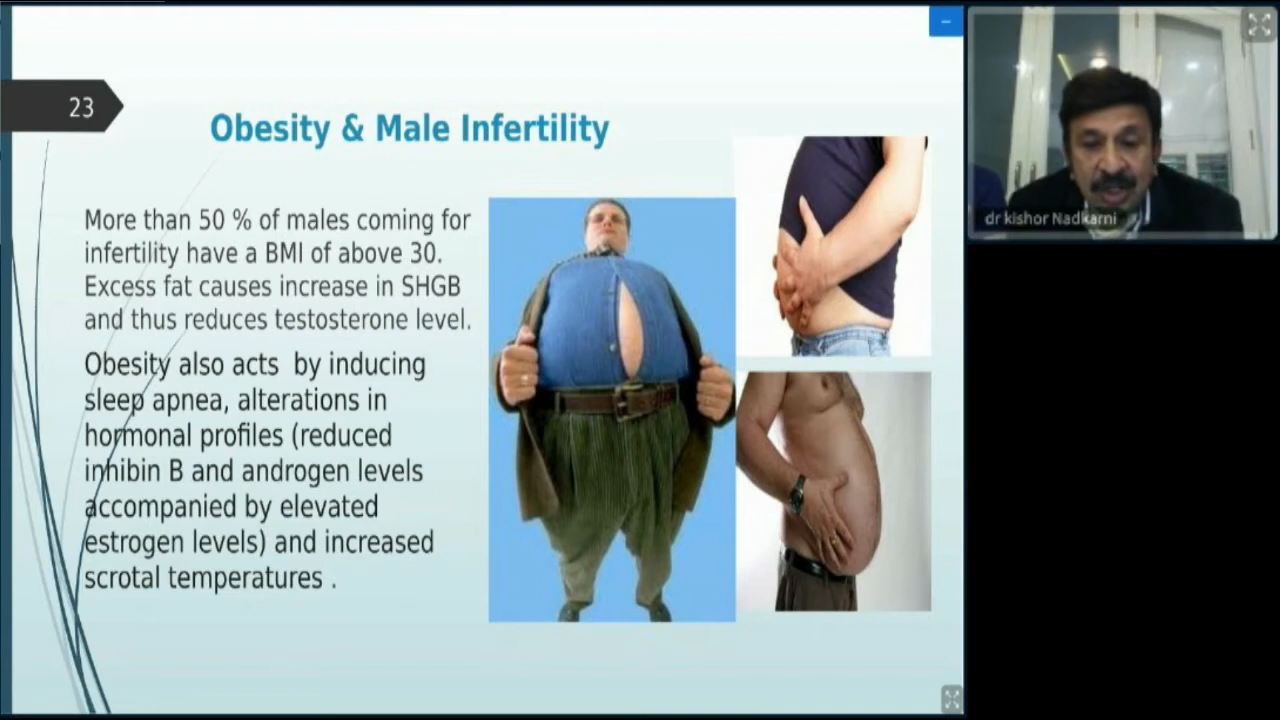 23
Obesity & Male Infertility
More than 50 % of males coming for
infertility have a BMI of above 30.
Excess fat causes increase in SHGB
and thus reduces testosterone level.
Obesity also acts  by inducing
sleep apnea, alterations in
hormonal profiles (reduced
inhibin B and androgen levels
accompanied by elevated
estrogen levels) and increased
scrotal temperatures .
dr kishor Nadkarni